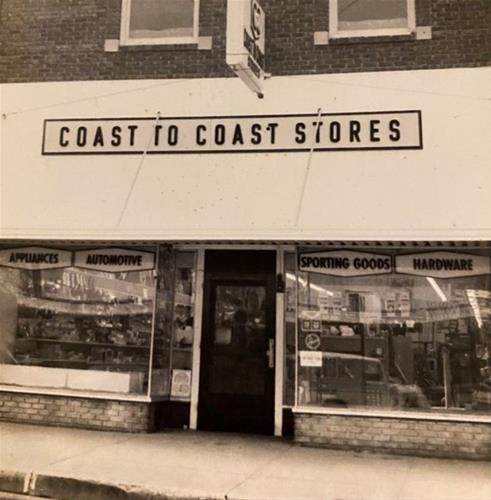 COAST TO COAST STORES
APPLIANCES
AUTOMOTIVE
SPORTING GOODS
HARDWARE